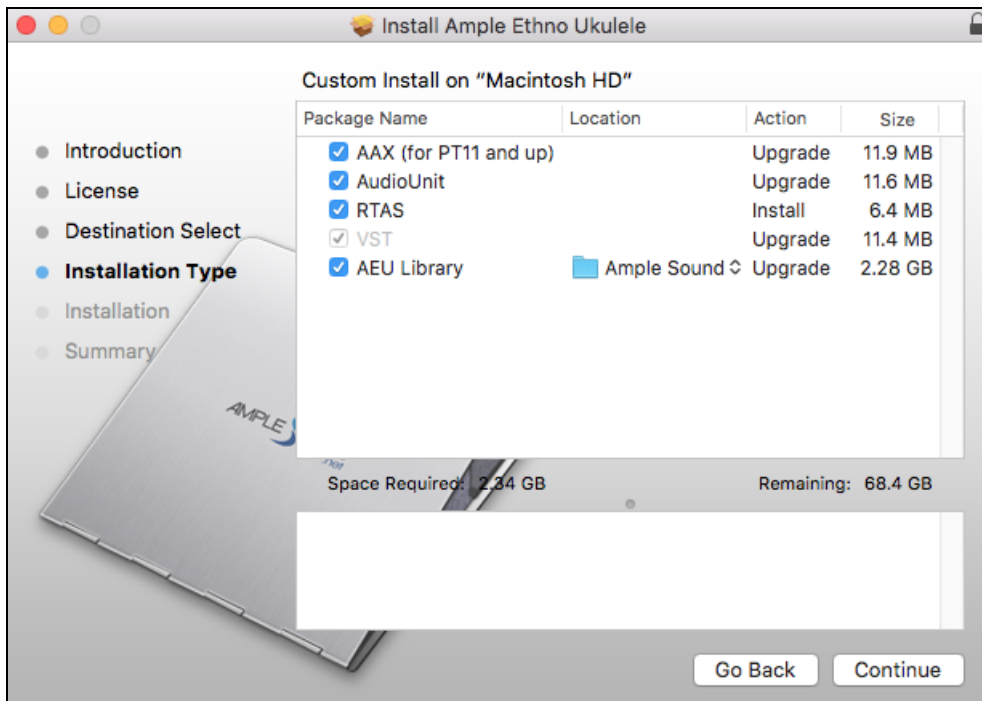 Install Ample Ethno Ukulele
Introduction
License
Destination Select
Installation Type
Installation
Summary
Custom Install on “Macintosh HD”
Package Name Location Action Size
AAX (for PT11 and up) Upgrade 11.9 MB
AudioUnit Upgrade 11.6 MB
RTAS Install 6.4 MB
VST Upgrade 11.4 MB
AEU Library Ample Sound Upgrade 2.28 GB
AMPLE
Space Required: 2.34 GB Remaining: 68.4 GB
Go Back Continue